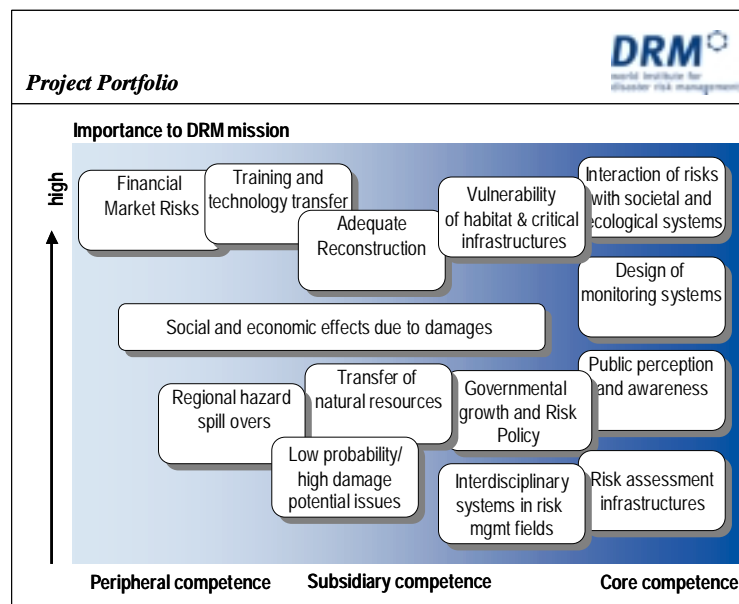 Project Portfolio
DRM
world institute for
disaster risk management
Importance to DRM mission
high
Financial
Market Risks
Training and
technology transfer
Adequate
Reconstruction
Vulnerability
of habitat & critical
infrastructures
Interaction of risks
with societal and
ecological systems
Design of
monitoring systems
Social and economic effects due to damages
Public perception
and awareness
Regional hazard
spill overs
Transfer of
natural resources
Governmental
growth and Risk
Policy
Low probability/
high damage
potential issues
Interdisciplinary
systems in risk
mgmt fields
Risk assessment
infrastructures
Peripheral competence
Subsidiary competence
Core competence